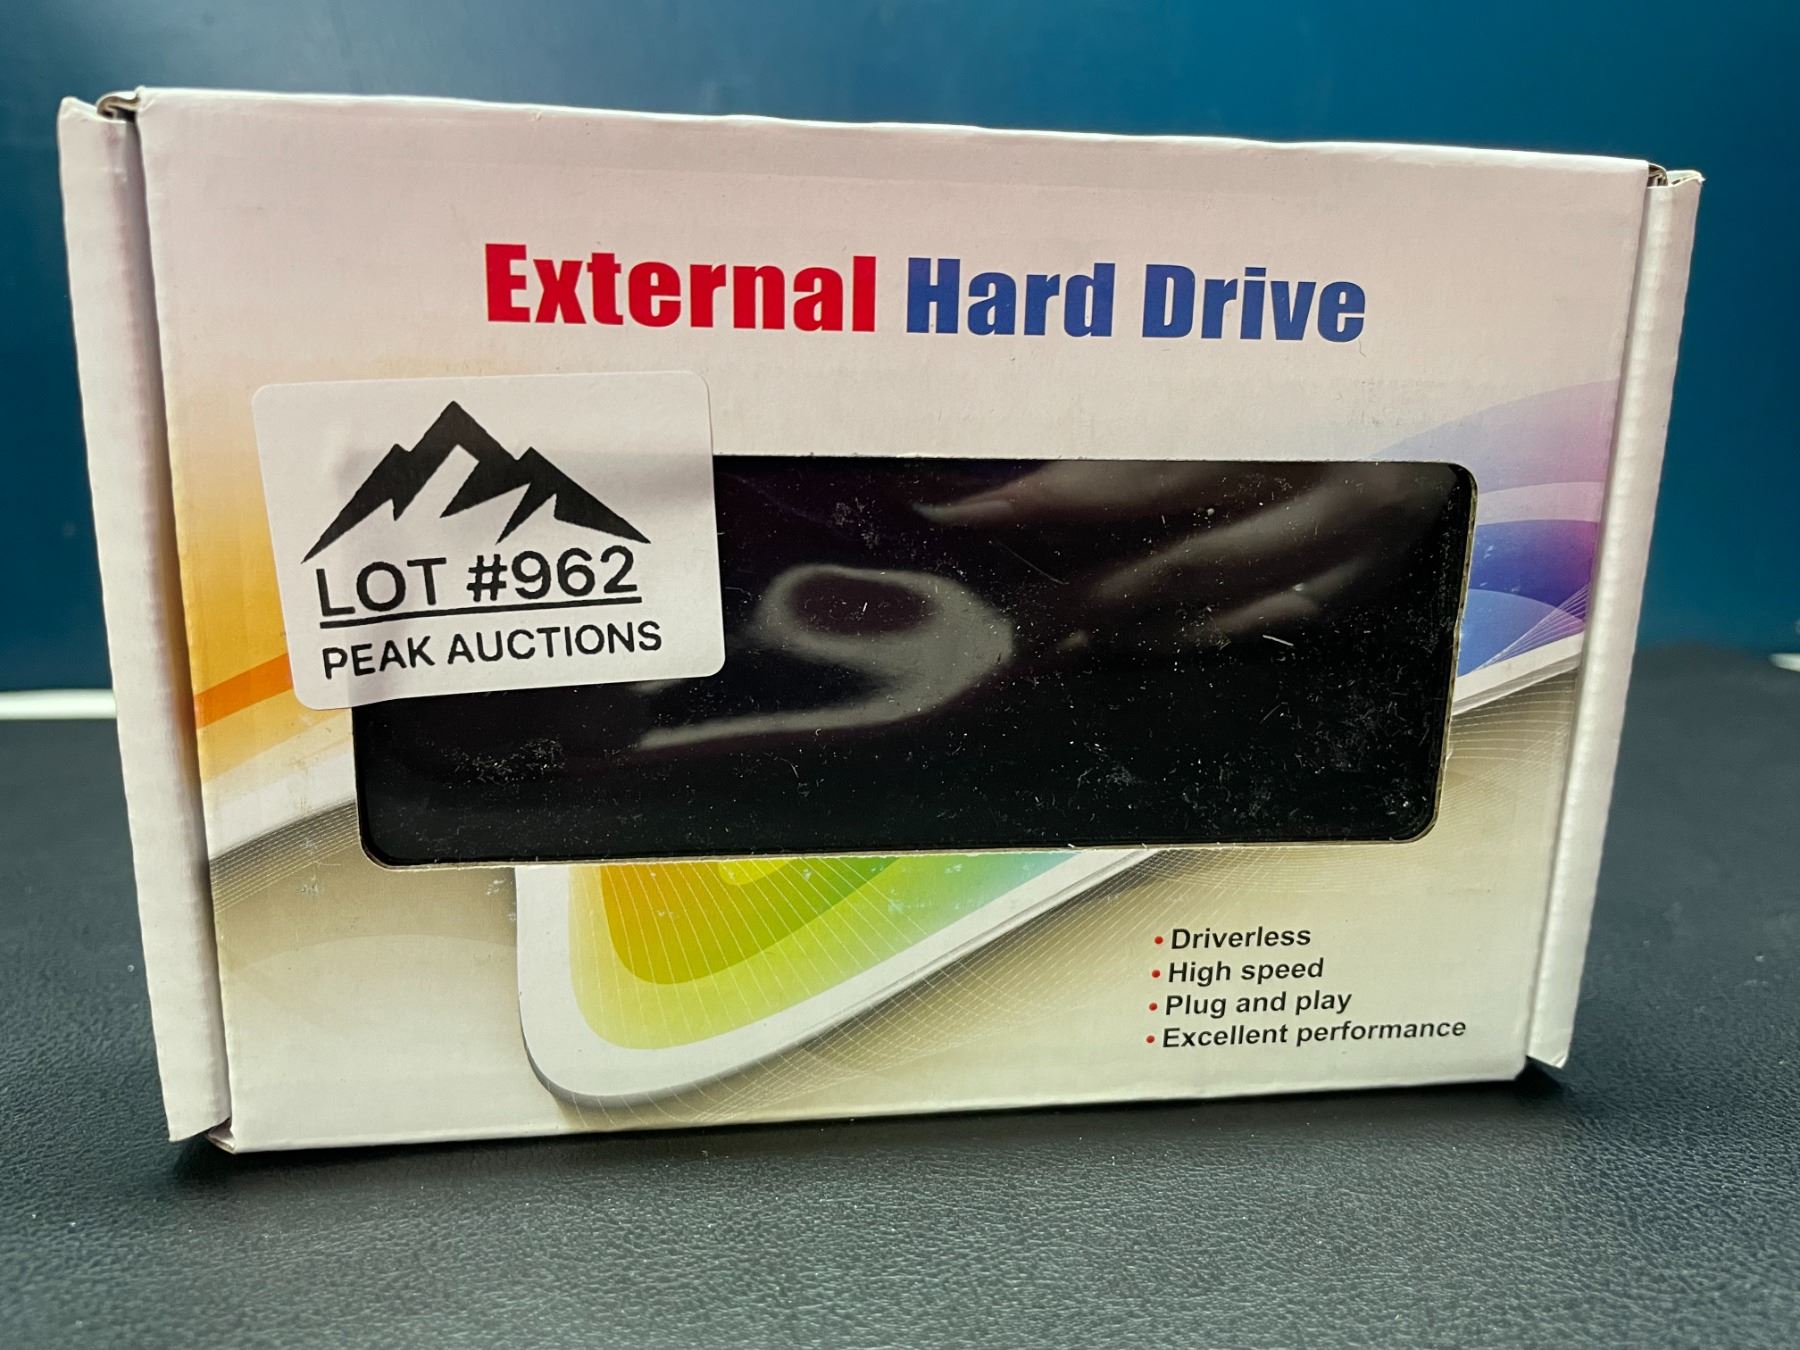 External Hard Drive
LOT #962
PEAK AUCTIONS
• Driverless
• High speed
• Plug and play
• Excellent performance